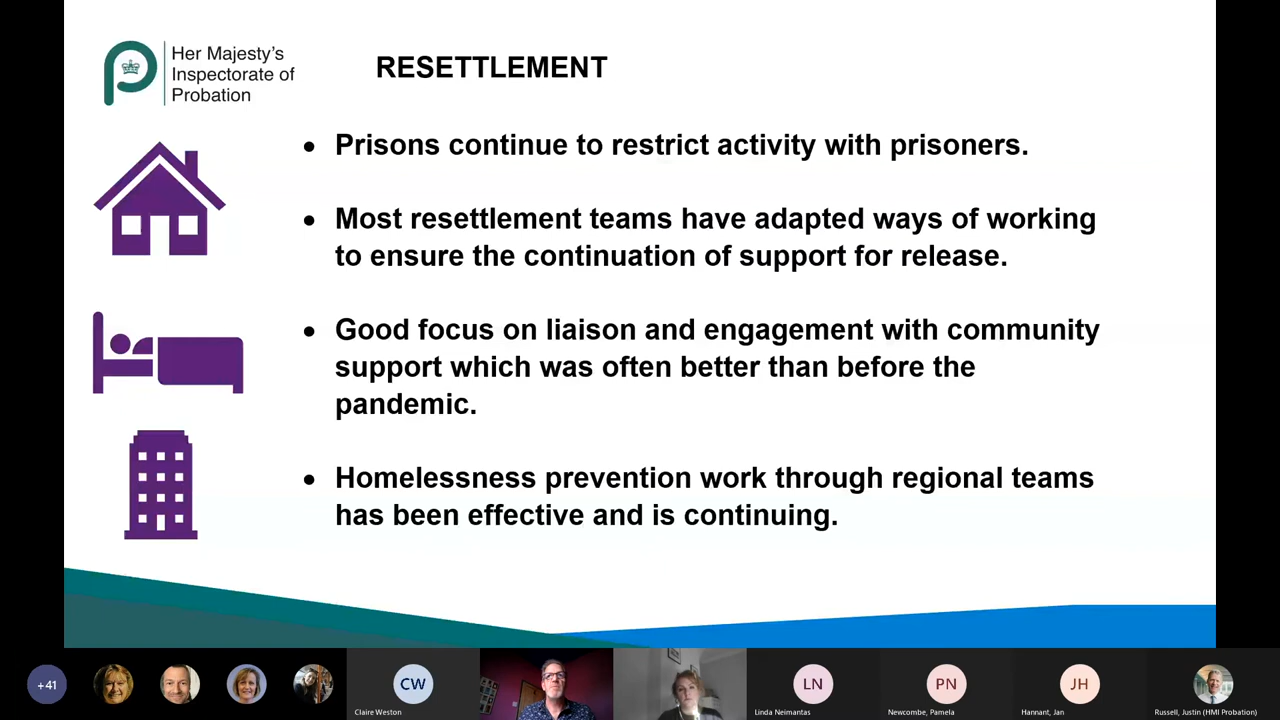 Her Majesty's
Inspectorate of
Probation
RESETTLEMENT
• Prisons continue to restrict activity with prisoners.
• Most resettlement teams have adapted ways of working
to ensure the continuation of support for release.
• Good focus on liaison and engagement with community
support which was often better than before the
pandemic.
• Homelessness prevention work through regional teams
has been effective and is continuing.
+41
CW
Claire Weston
LN
Linda Neimantas
PN
Newcombe, Pamela
JH
Hannant, Jan
Russell, Justin (HMI Probation)